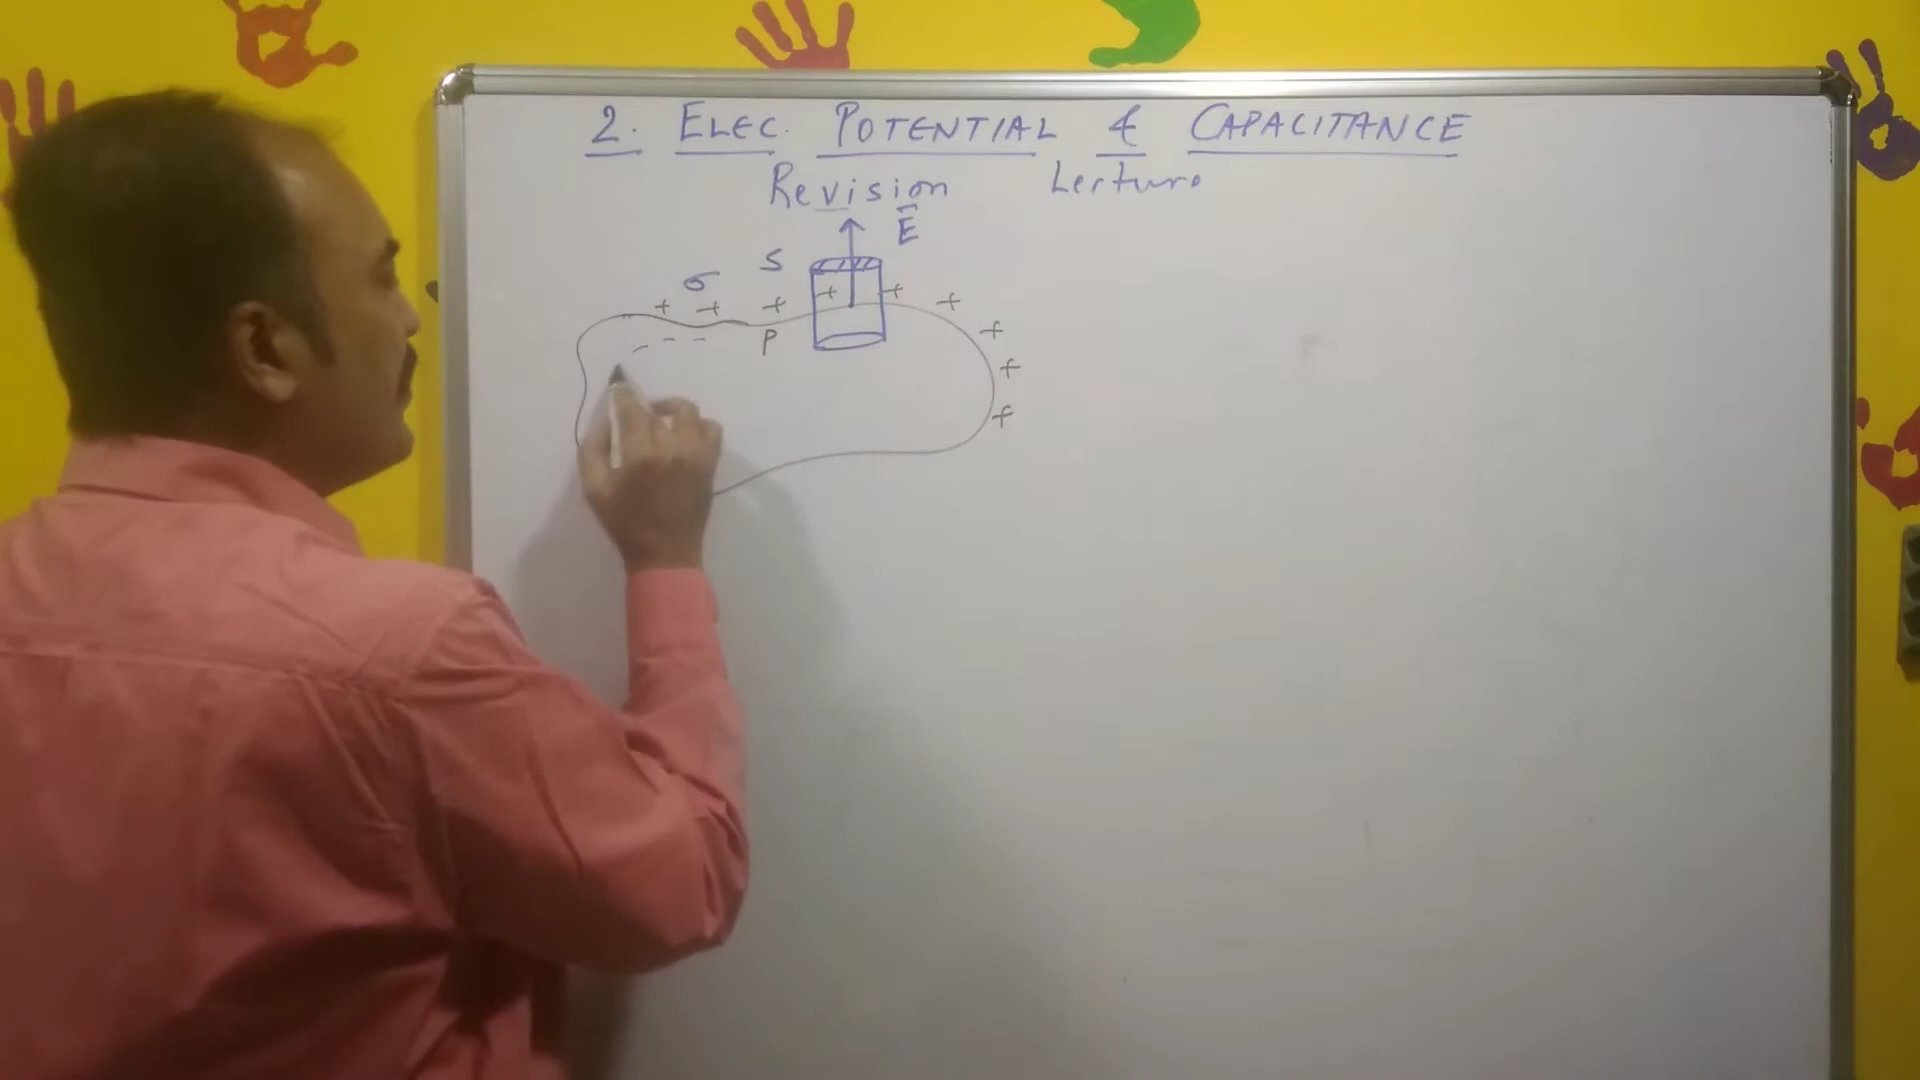 2. ELEC. POTENTIAL & CAPACITANCE
Revision Lecture
E
S
σ
+ + + + + + + + +
P